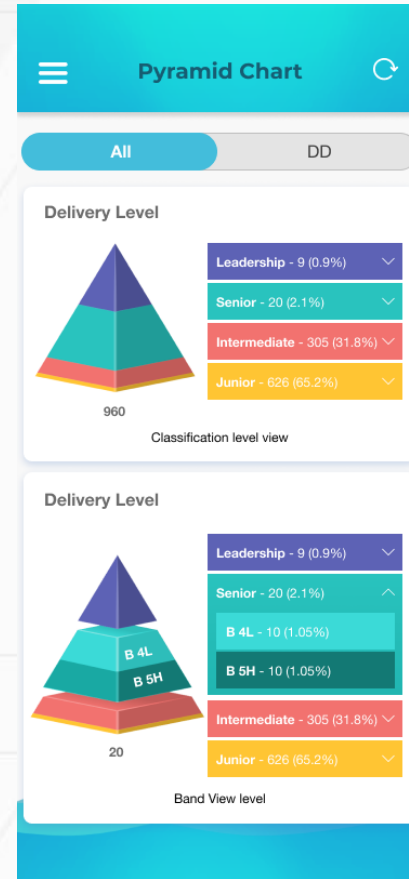 Pyramid Chart
All
DD
Delivery Level
Leadership - 9 (0.9%)
Senior - 20 (2.1%)
Intermediate - 305 (31.8%)
Junior - 626 (65.2%)
960
Classification level view
Delivery Level
Leadership - 9 (0.9%)
Senior - 20 (2.1%)
B 4L - 10 (1.05%)
B 5H - 10 (1.05%)
Intermediate - 305 (31.8%)
Junior - 626 (65.2%)
B 4L
B 5H
20
Band View level